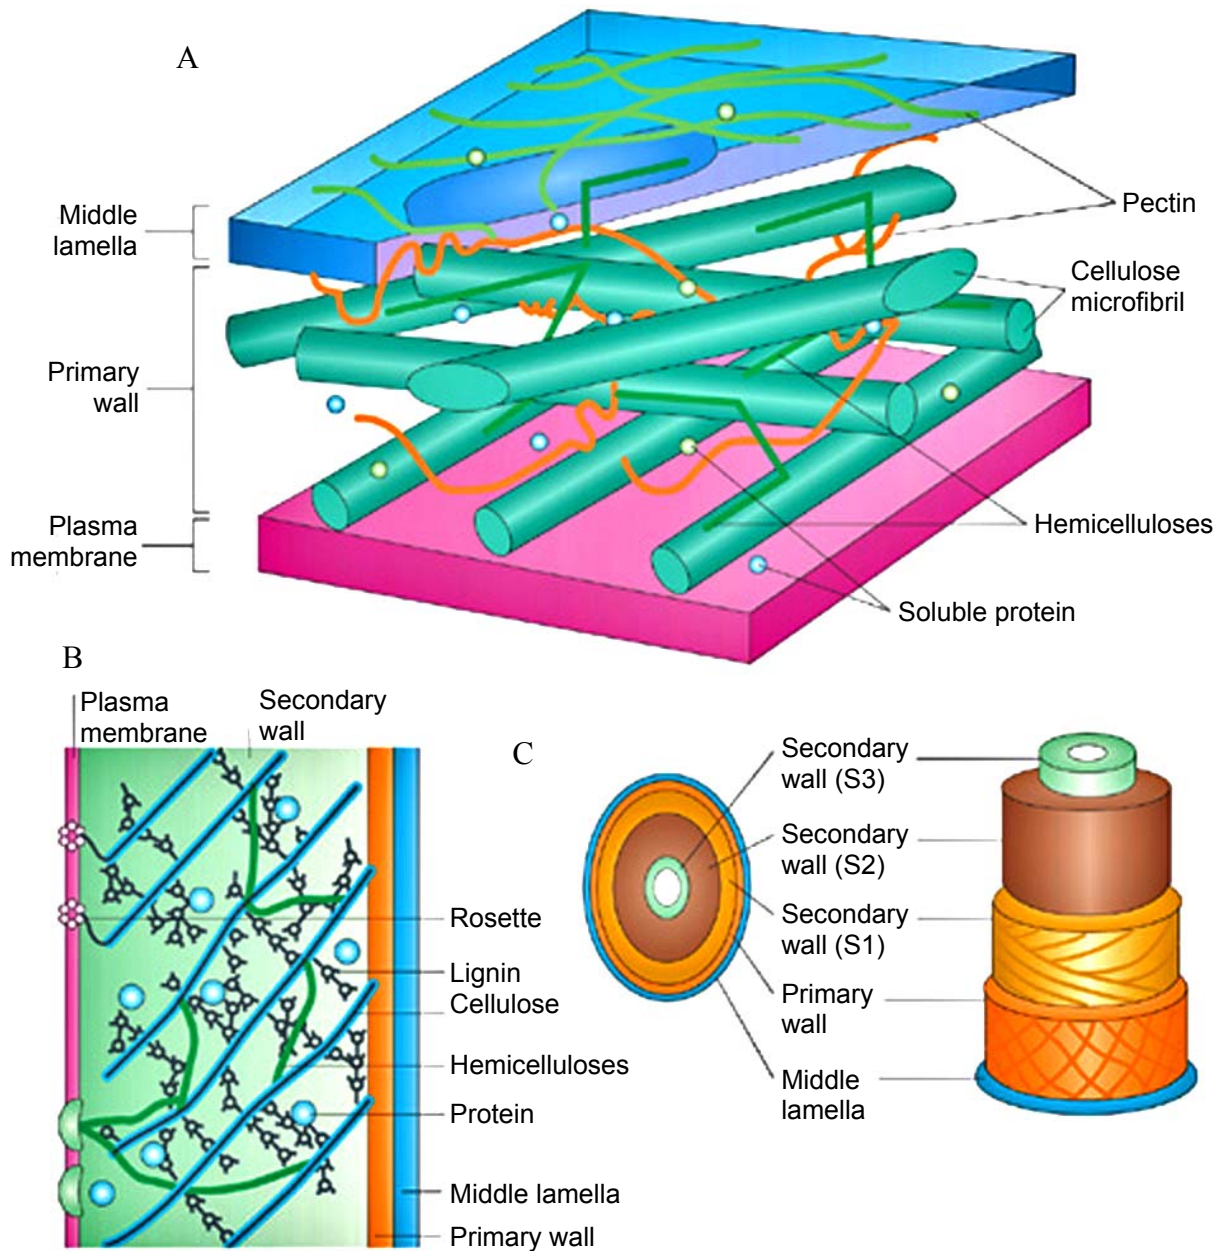 A
Middle
lamella
Pectin
Cellulose
microfibril
Primary
wall
Plasma
membrane
Hemicelluloses
Soluble protein
B
Plasma
membrane
Secondary
wall
Rosette
Lignin
Cellulose
Hemicelluloses
Protein
Middle lamella
Primary wall
C
Secondary
wall (S3)
Secondary
wall (S2)
Secondary
wall (S1)
Primary
wall
Middle
lamella